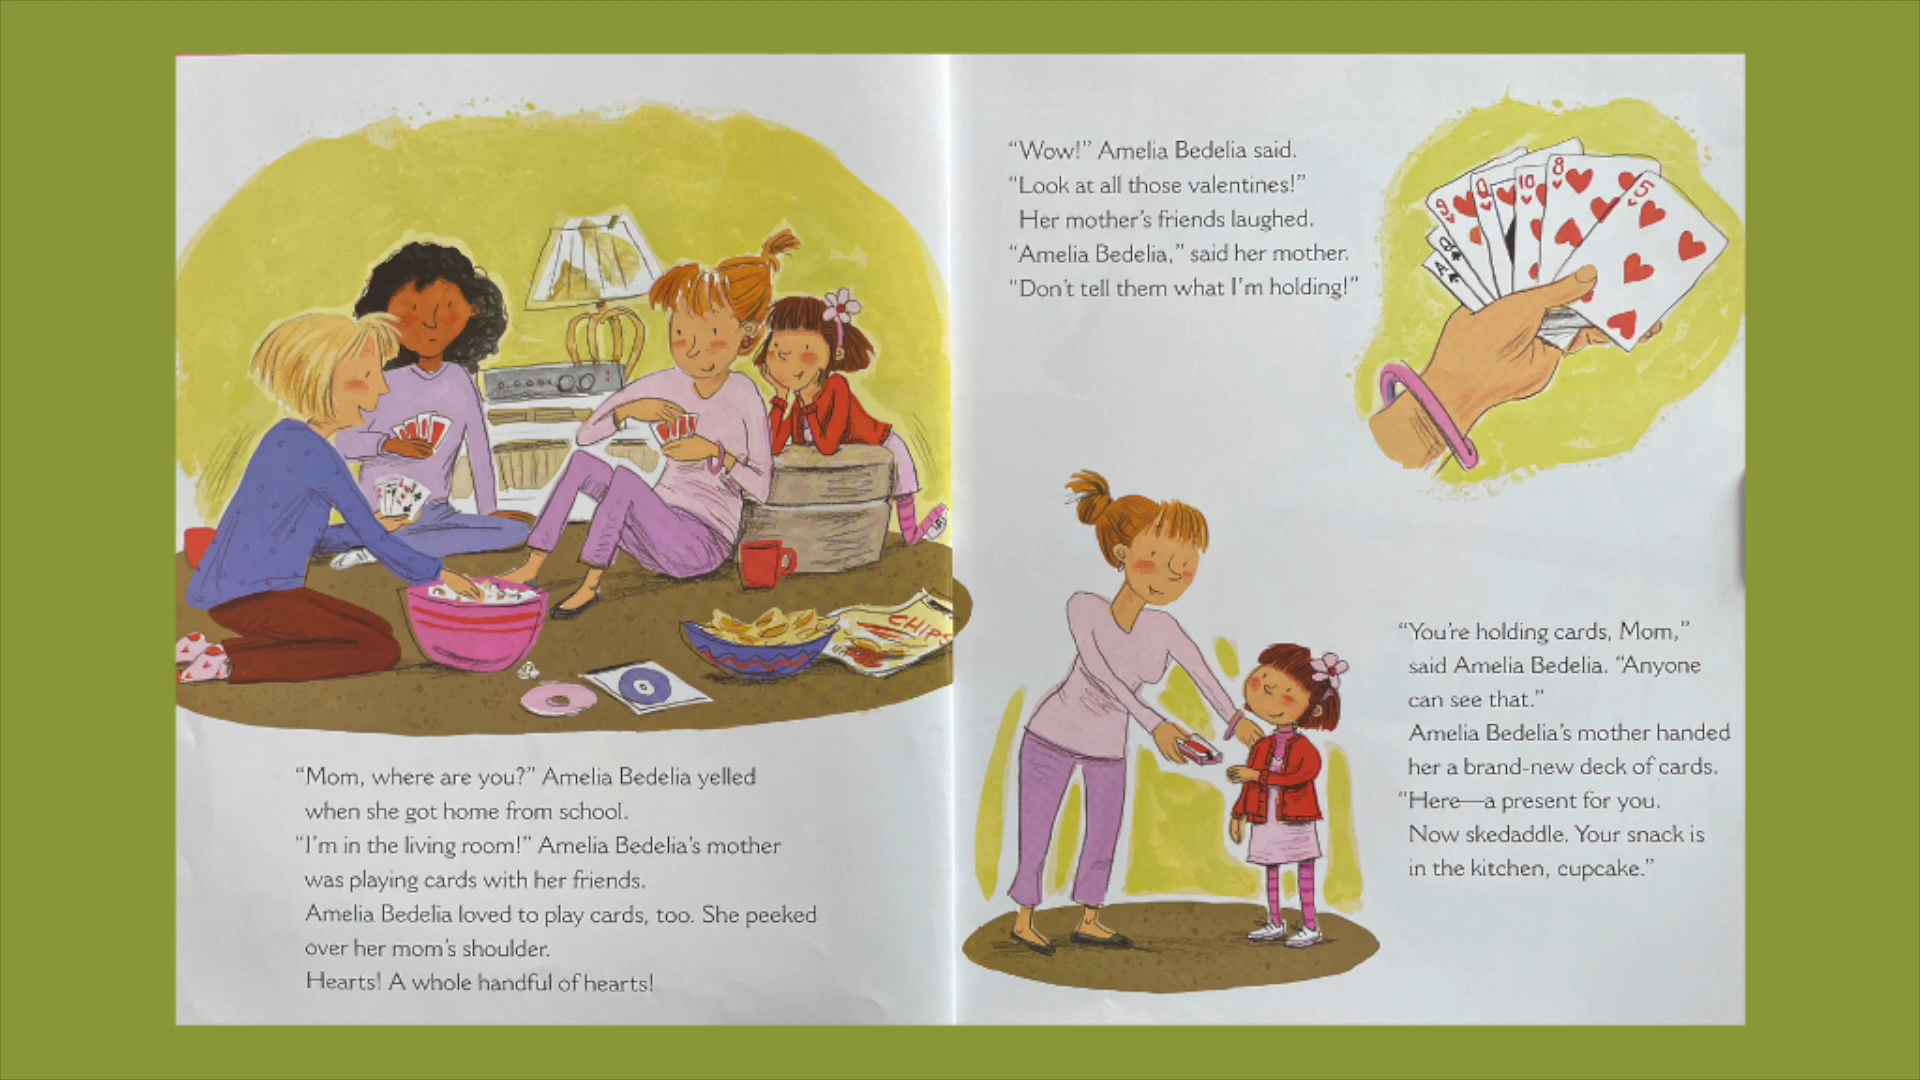 CHIPS
“Mom, where are you?” Amelia Bedelia yelled
when she got home from school.
“I’m in the living room!” Amelia Bedelia’s mother
was playing cards with her friends.
Amelia Bedelia loved to play cards, too. She peeked
over her mom’s shoulder.
Hearts! A whole handful of hearts!
“Wow!” Amelia Bedelia said.
“Look at all those valentines!”
Her mother’s friends laughed.
“Amelia Bedelia,” said her mother.
“Don’t tell them what I’m holding!”
9 Q 10 8 5
Q
A
“You’re holding cards, Mom,”
said Amelia Bedelia. “Anyone
can see that.”
Amelia Bedelia’s mother handed
her a brand-new deck of cards.
“Here—a present for you.
Now skedaddle. Your snack is
in the kitchen, cupcake.”